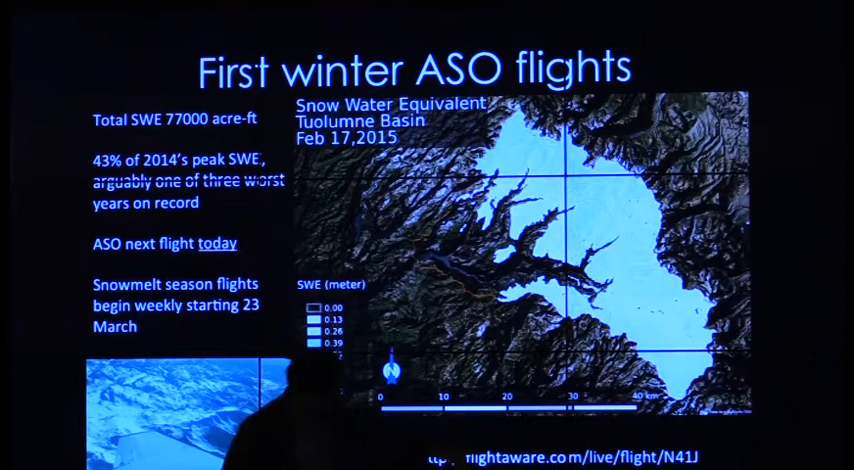 First winter ASO flights
Total SWE 77000 acre-ft
43% of 2014's peak SWE,
arguably one of three worst
years on record
ASO next flight today
Snowmelt season flights
begin weekly starting 23
March
Snow Water Equivalent
Tuolumne Basin
Feb 17,2015
SWE (meter)
0.00
0.13
0.26
0.39
N
0 10 20 30 40 km
flightaware.com/live/flight/N41J